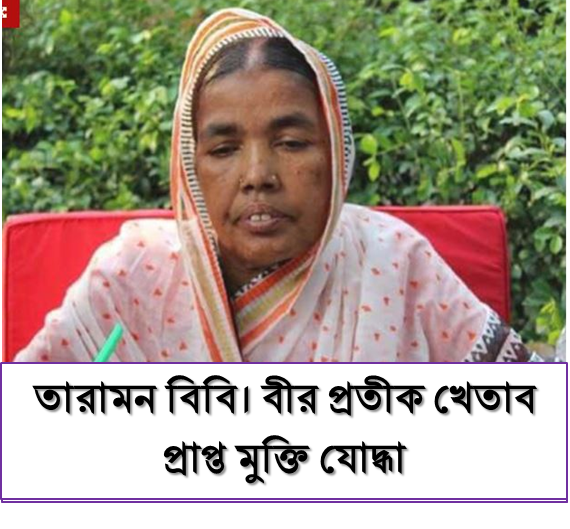 তারামন বিবি। বীর প্রতীক খেতাব
প্রাপ্ত মুক্তি যোদ্ধা